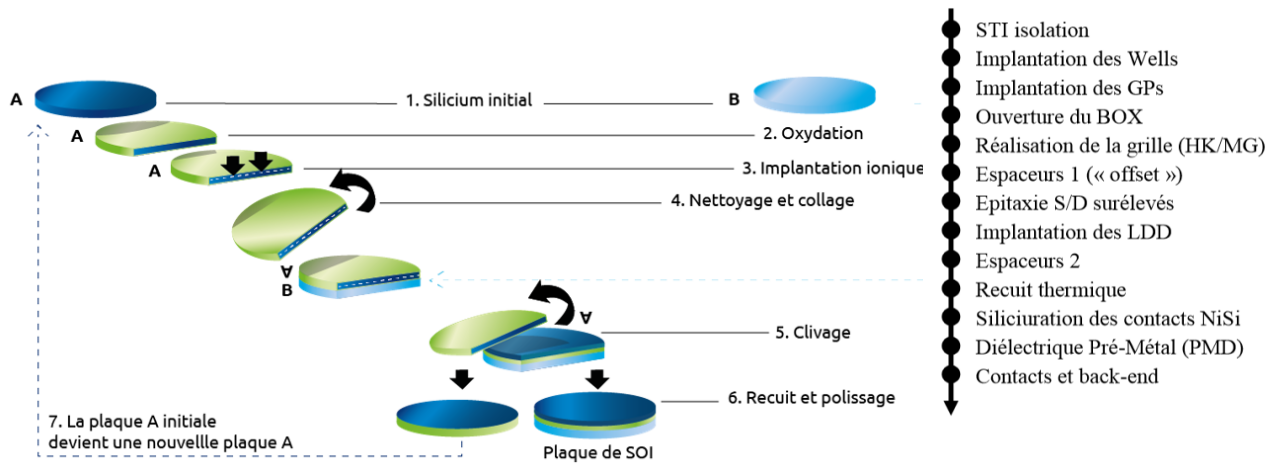 A
1. Silicium initial
B
A
2. Oxydation
A
3. Implantation ionique
4. Nettoyage et collage
A
B
A
5. Clivage
6. Recuit et polissage
7. La plaque A initiale
devient une nouvellle plaque A
Plaque de SOI
STI isolation
Implantation des Wells
Implantation des GPs
Ouverture du BOX
Réalisation de la grille (HK/MG)
Espaceurs 1 (« offset »)
Epitaxie S/D surélevés
Implantation des LDD
Espaceurs 2
Recuit thermique
Siliciuration des contacts NiSi
Diélectrique Pré-Métal (PMD)
Contacts et back-end